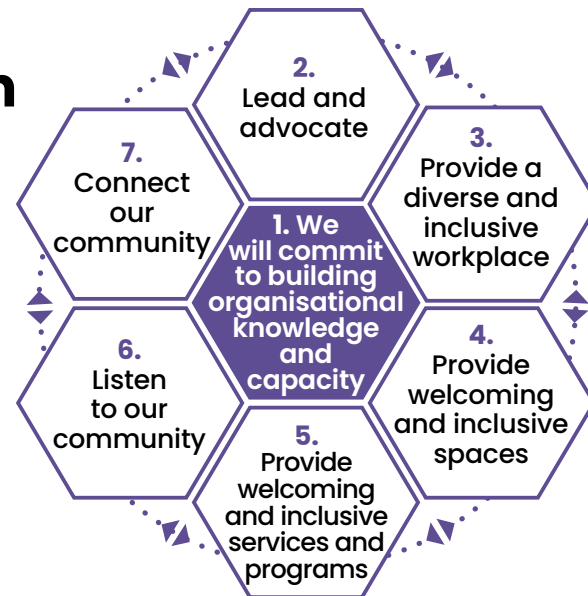 n
2.
Lead and
advocate
3.
Provide a
diverse and
inclusive
workplace
7.
Connect
our
community
1. We
will commit
to building
organisational
knowledge
and
capacity
4.
Provide
welcoming
and inclusive
spaces
6.
Listen
to our
community
5.
Provide
welcoming
and inclusive
services and
programs